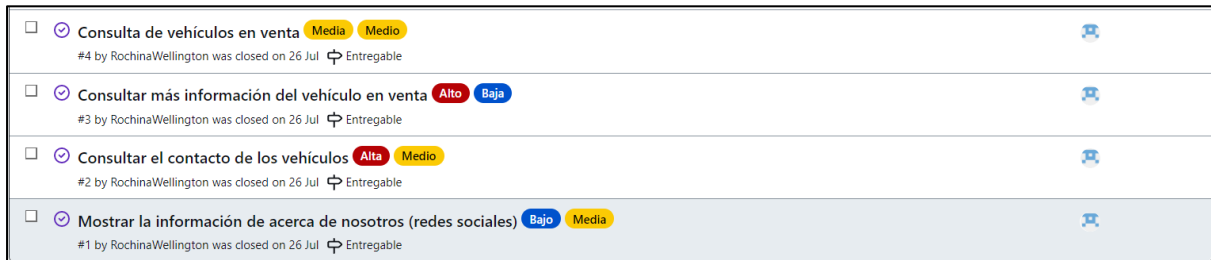 Consulta de vehículos en venta Media Medio
#4 by RochinaWellington was closed on 26 Jul Entregable
Consultar más información del vehículo en venta Alto Baja
#3 by RochinaWellington was closed on 26 Jul Entregable
Consultar el contacto de los vehículos Alta Medio
#2 by RochinaWellington was closed on 26 Jul Entregable
Mostrar la información de acerca de nosotros (redes sociales) Bajo Media
#1 by RochinaWellington was closed on 26 Jul Entregable